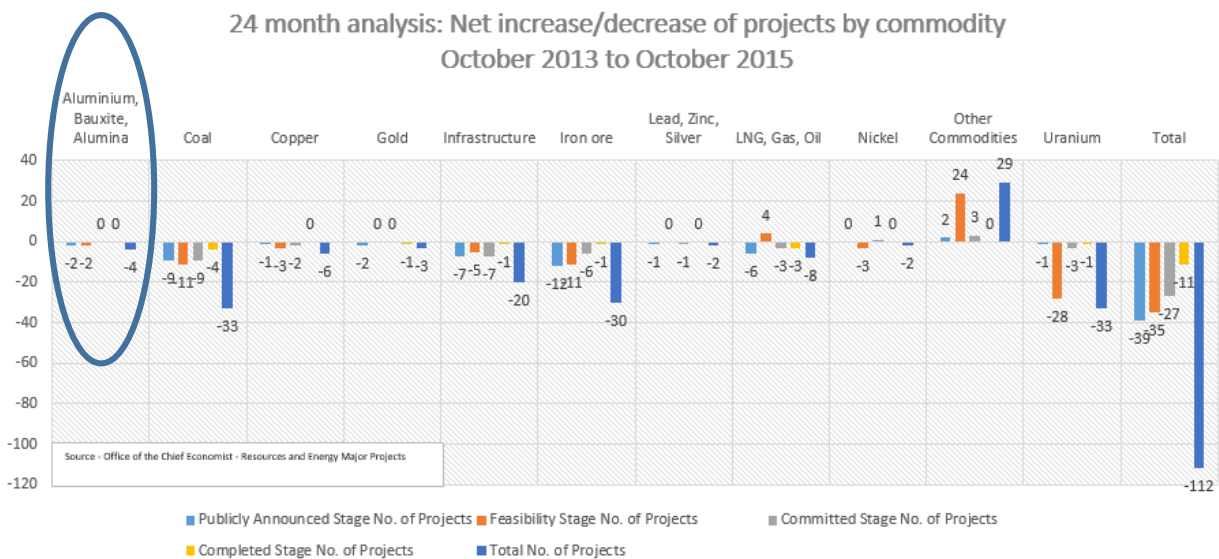 24 month analysis: Net increase/decrease of projects by commodity
October 2013 to October 2015
Aluminium,
Bauxite,
Alumina
Coal
Copper
Gold
Infrastructure
Iron ore
Lead, Zinc,
Silver
LNG, Gas, Oil
Nickel
Other
Commodities
Uranium
Total
40
20
0
-20
-40
-60
-80
-100
-120
-2 -2 0 0 -4
-9 -11 -9 -4 -33
-1 -3 -2 0 -6
-2 0 0 -1 -3
-7 -5 -7 -1 -20
-12 -11 -6 -1 -30
-1 0 -1 0 -2
-6 4 -3 -3 -8
0 -3 1 0 -2
2 24 3 0 29
-1 -28 -3 -1 -33
-39 -35 -27 -11 -112
Source - Office of the Chief Economist - Resources and Energy Major Projects
Publicly Announced Stage No. of Projects
Feasibility Stage No. of Projects
Committed Stage No. of Projects
Completed Stage No. of Projects
Total No. of Projects